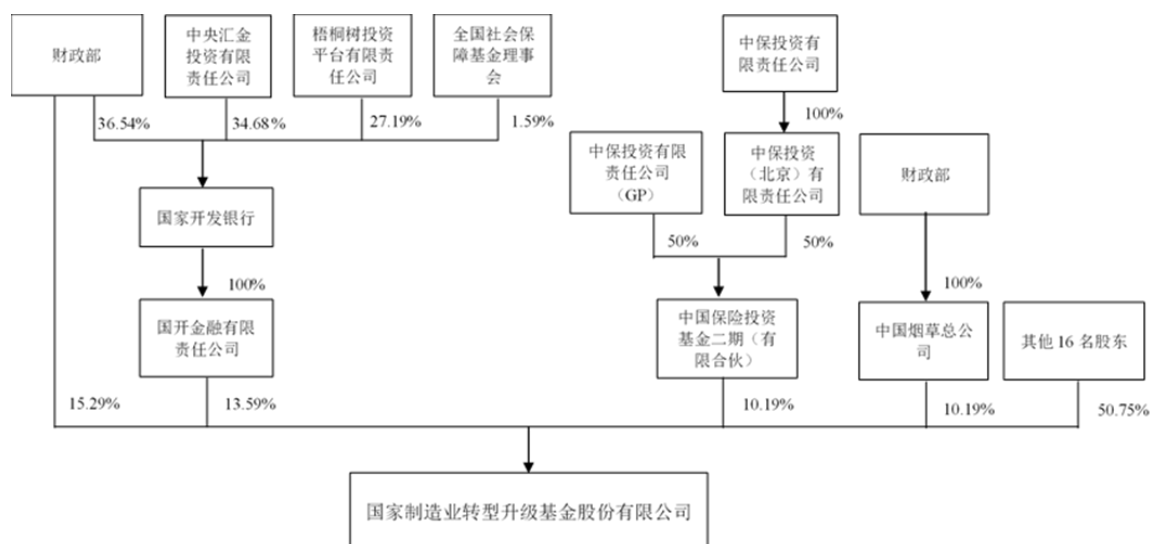 财政部
中央汇金
投资有限
责任公司
梧桐树投资
平台有限责
任公司
全国社会保
障基金理事
会
中保投资有
限责任公司
36.54%
34.68%
27.19%
1.59%
100%
中保投资有限
责任公司
（GP）
中保投资
（北京）有
限责任公司
财政部
国家开发银行
50%
50%
100%
100%
国开金融有限
责任公司
中国保险投资
基金二期（有
限合伙）
中国烟草总公
司
其他 16 名股东
15.29%
13.59%
10.19%
10.19%
50.75%
国家制造业转型升级基金股份有限公司